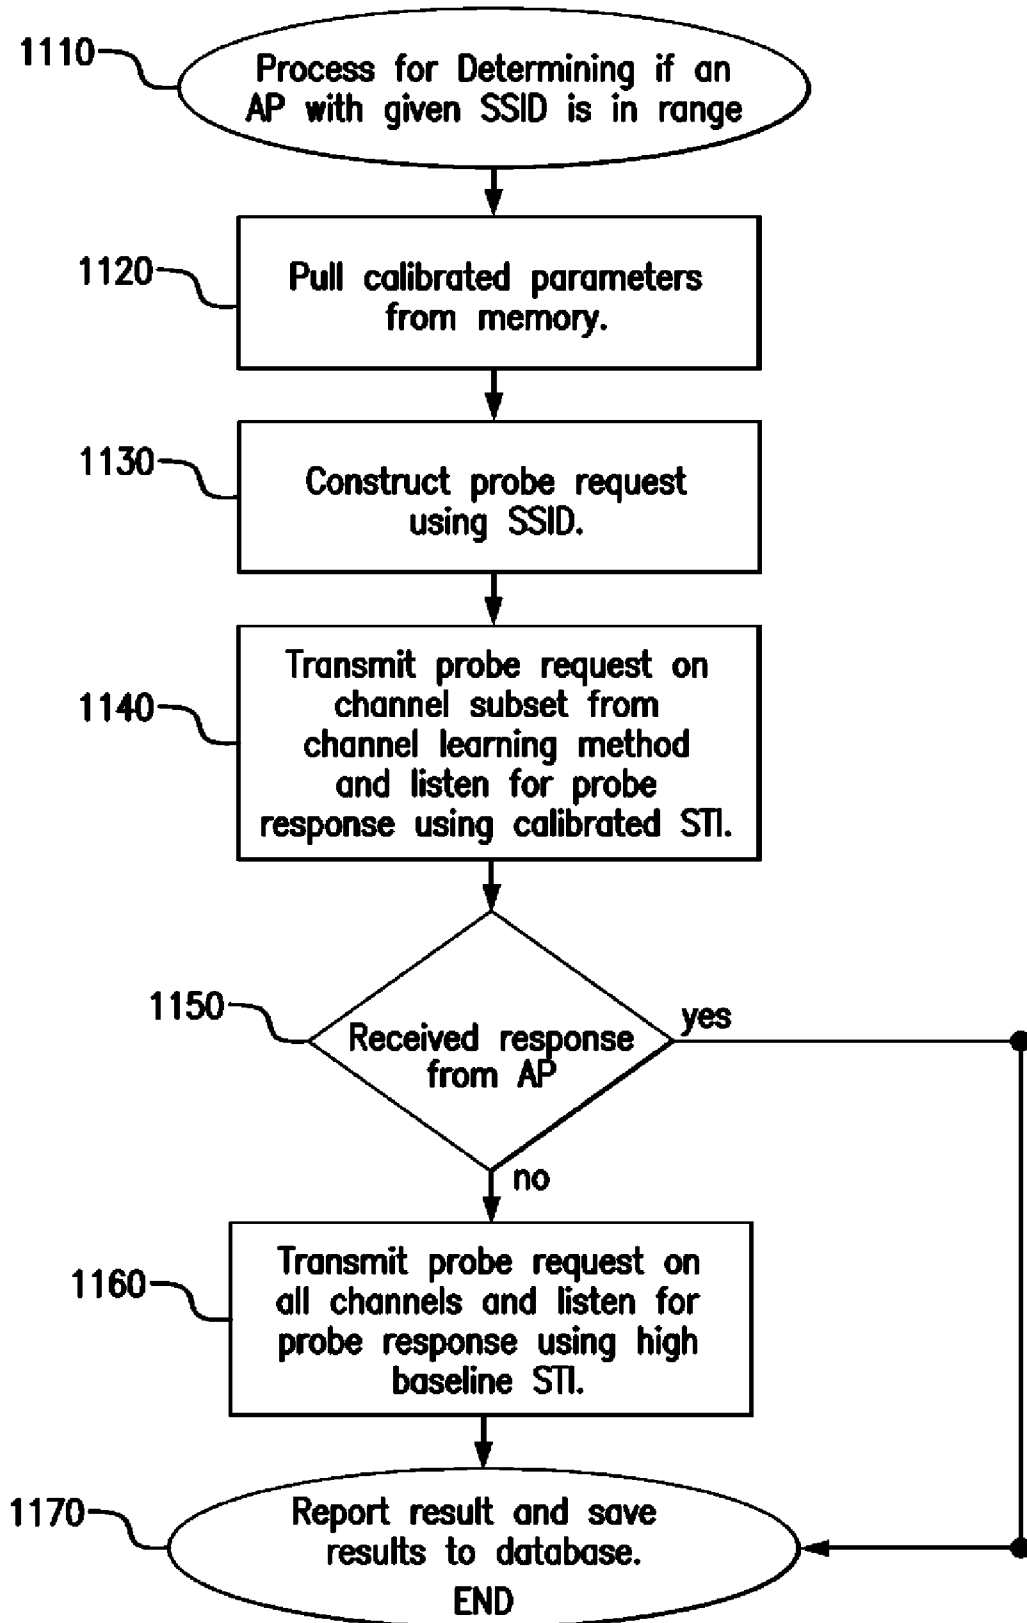 1110
Process for Determining if an
AP with given SSID is in range
1120
Pull calibrated parameters
from memory.
1130
Construct probe request
using SSID.
1140
Transmit probe request on
channel subset from
channel learning method
and listen for probe
response using calibrated STI.
1150
Received response
from AP
yes
no
1160
Transmit probe request on
all channels and listen for
probe response using high
baseline STI.
1170
Report result and save
results to database.
END